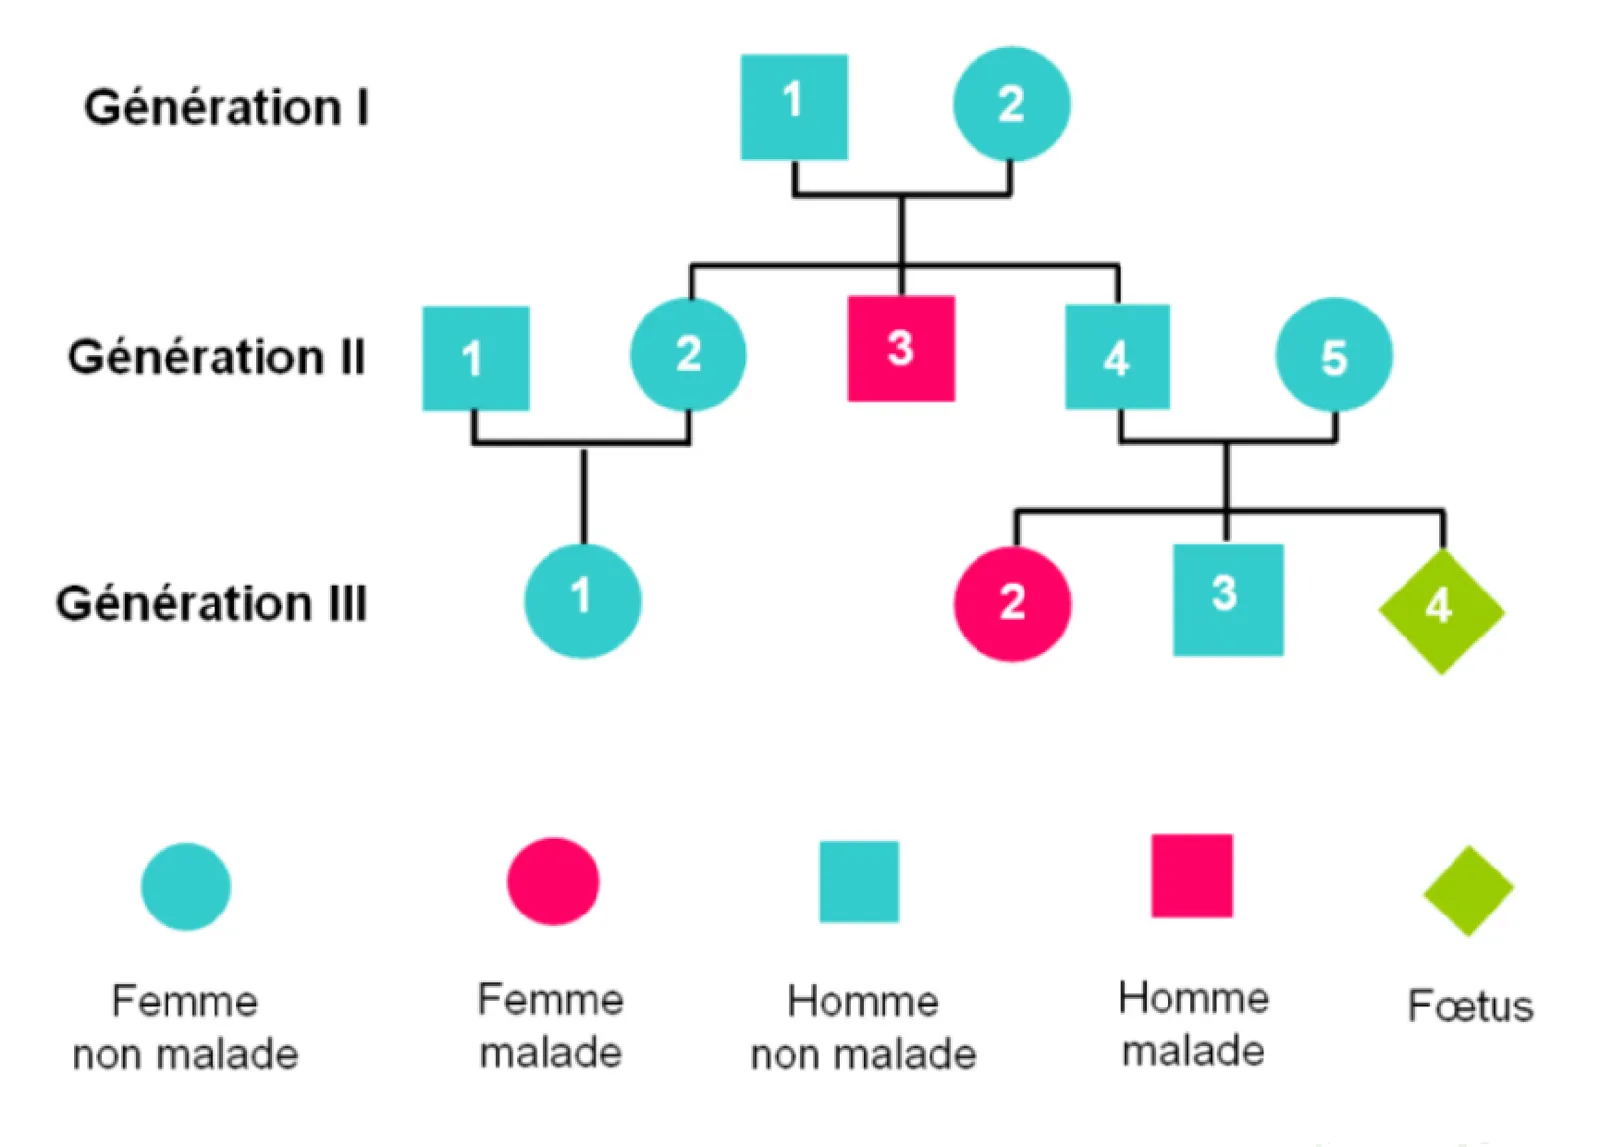 Génération I
1 2
Génération II
1 2 3 4 5
Génération III
1 2 3 4
Femme
non malade
Femme
malade
Homme
non malade
Homme
malade
Fœtus